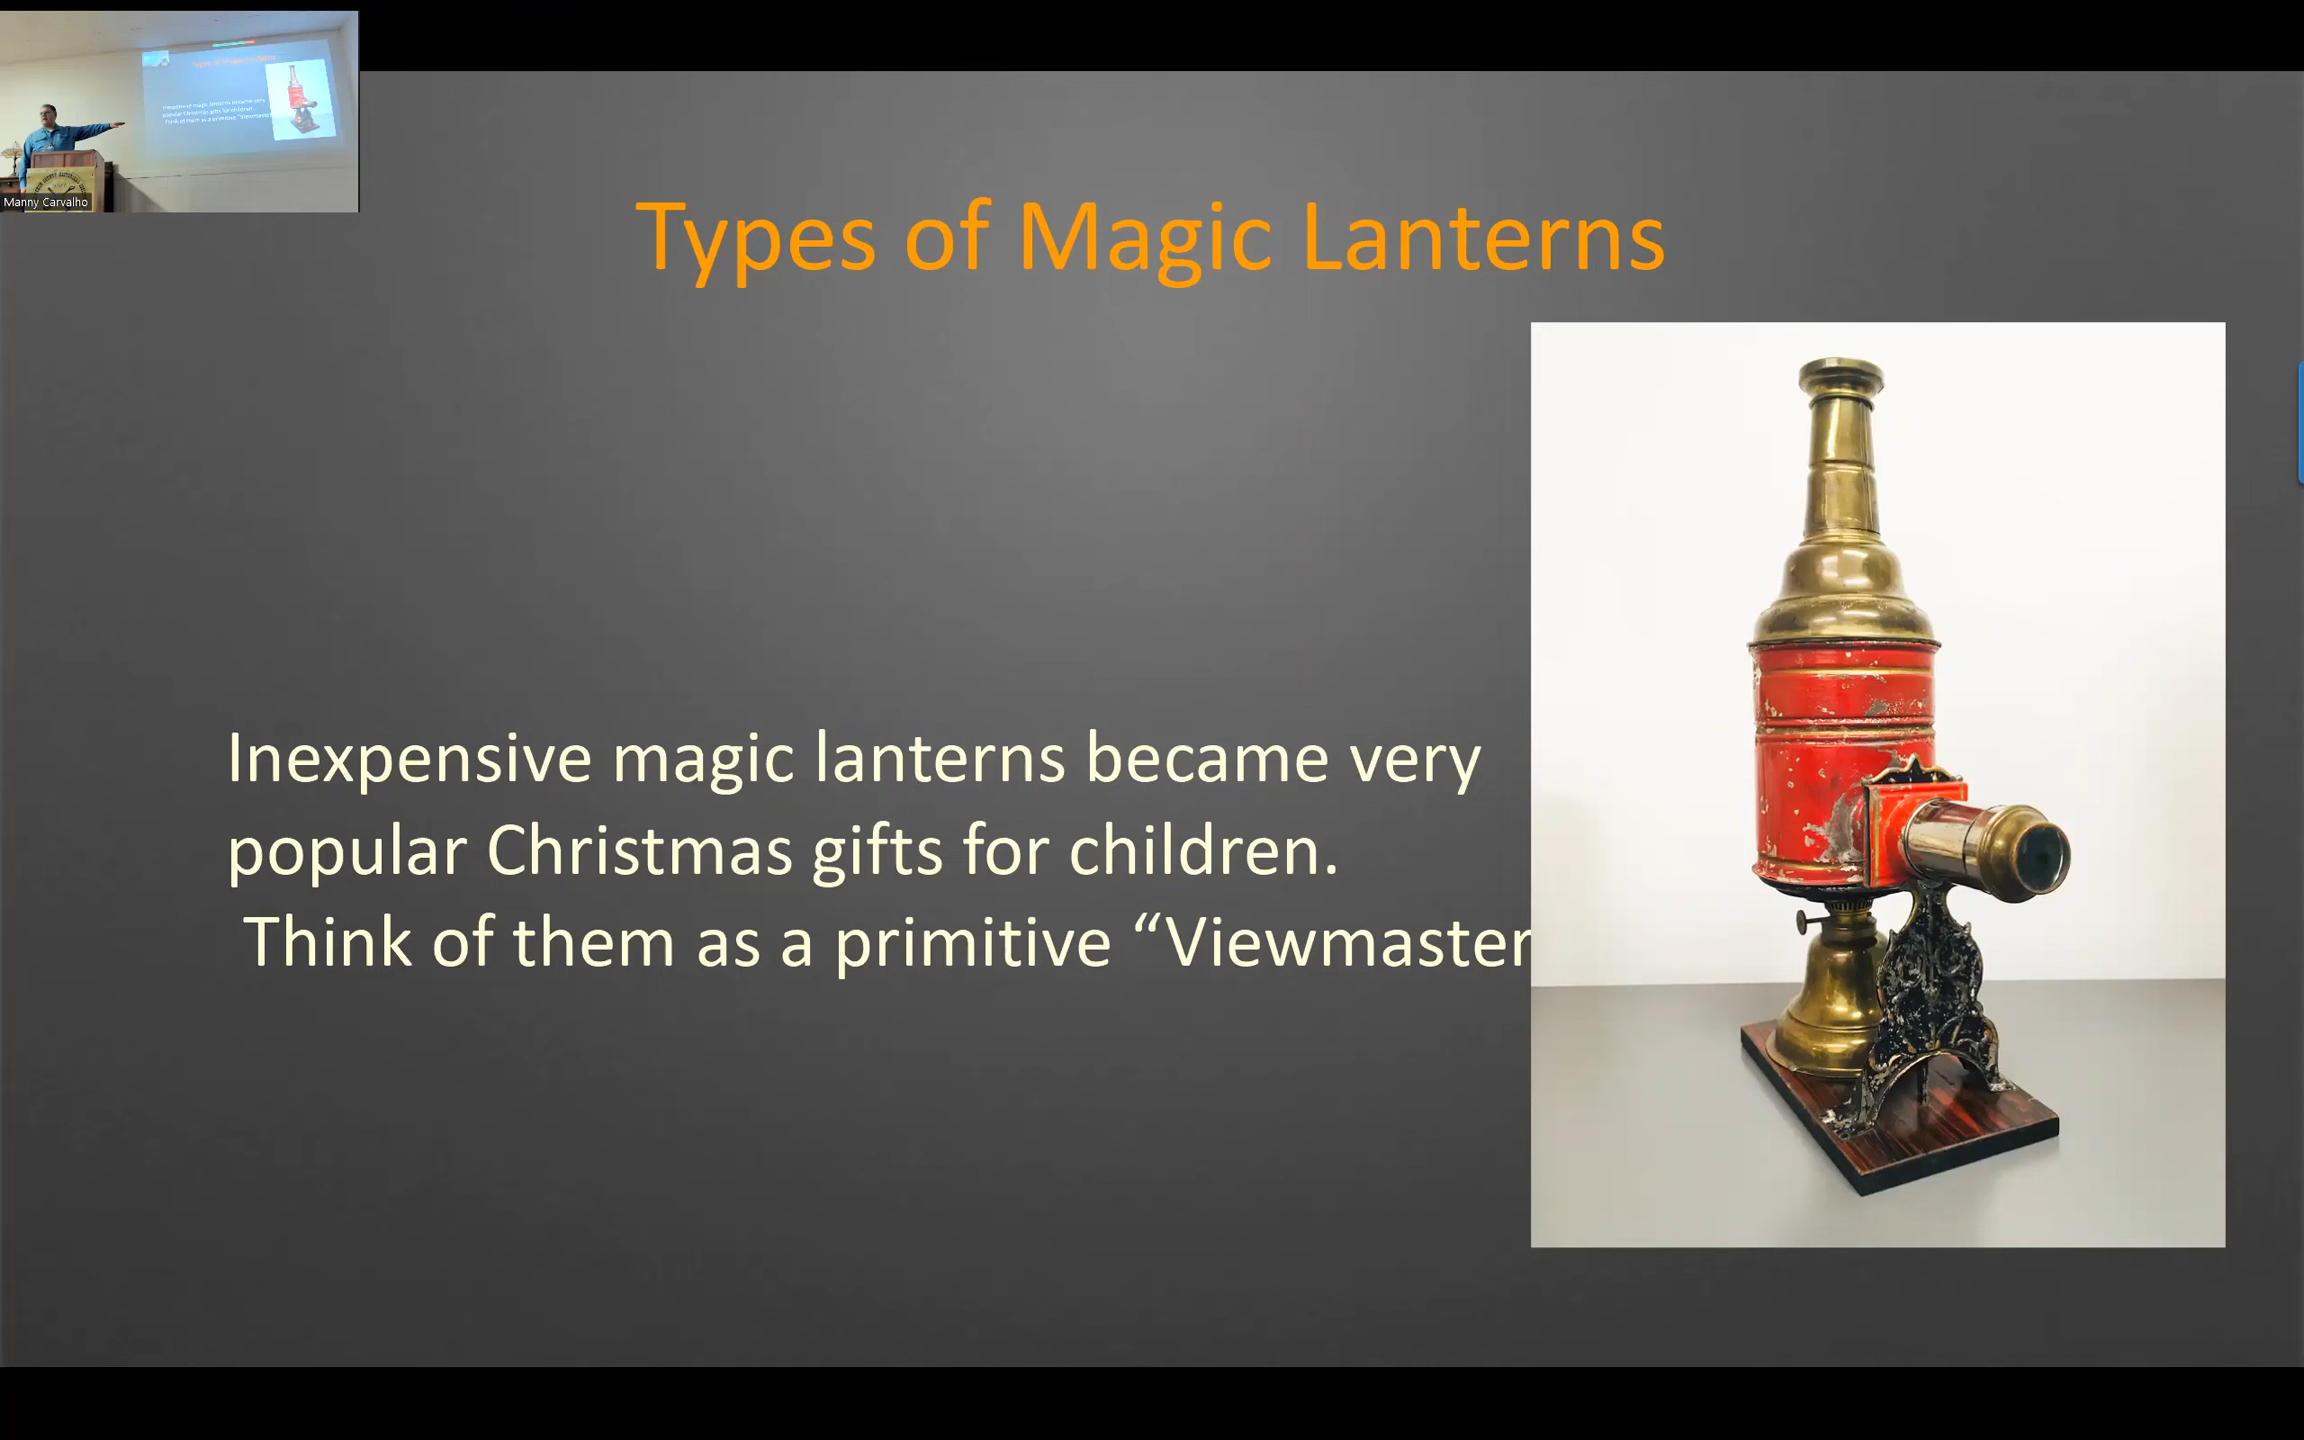 Manny Carvalho
Types of Magic Lanterns
Inexpensive magic lanterns became very
popular Christmas gifts for children.
Think of them as a primitive “Viewmaster